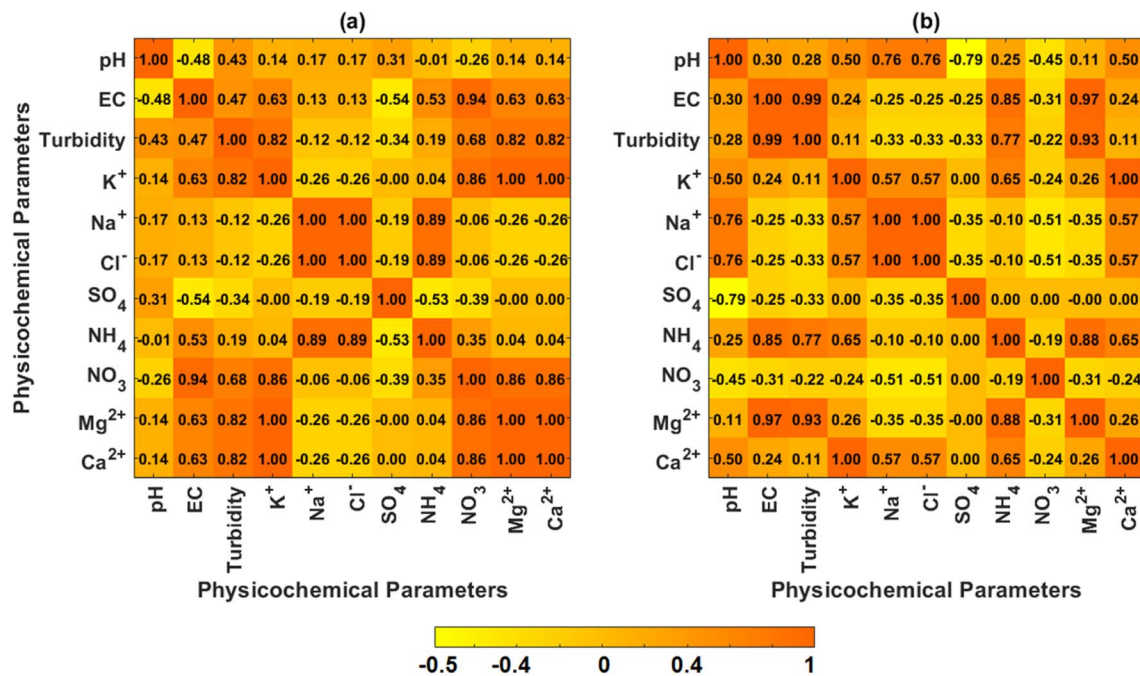 (a)
pH 1.00 -0.48 0.43 0.14 0.17 0.17 0.31 -0.01 -0.26 0.14 0.14
EC -0.48 1.00 0.47 0.63 0.13 0.13 -0.54 0.53 0.94 0.63 0.63
Turbidity 0.43 0.47 1.00 0.82 -0.12 -0.12 -0.34 0.19 0.68 0.82 0.82
K⁺ 0.14 0.63 0.82 1.00 -0.26 -0.26 -0.00 0.04 0.86 1.00 1.00
Na⁺ 0.17 0.13 -0.12 -0.26 1.00 1.00 -0.19 0.89 -0.06 -0.26 -0.26
Cl⁻ 0.17 0.13 -0.12 -0.26 1.00 1.00 -0.19 0.89 -0.06 -0.26 -0.26
SO₄ 0.31 -0.54 -0.34 -0.00 -0.19 -0.19 1.00 -0.53 -0.39 -0.00 0.00
NH₄ -0.01 0.53 0.19 0.04 0.89 0.89 -0.53 1.00 0.35 0.04 0.04
NO₃ -0.26 0.94 0.68 0.86 -0.06 -0.06 -0.39 0.35 1.00 0.86 0.86
Mg²⁺ 0.14 0.63 0.82 1.00 -0.26 -0.26 -0.00 0.04 0.86 1.00 1.00
Ca²⁺ 0.14 0.63 0.82 1.00 -0.26 -0.26 0.00 0.04 0.86 1.00 1.00
pH EC Turbidity K⁺ Na⁺ Cl⁻ SO₄ NH₄ NO₃ Mg²⁺ Ca²⁺
Physicochemical Parameters
Physicochemical Parameters
(b)
pH 1.00 0.30 0.28 0.50 0.76 0.76 -0.79 0.25 -0.45 0.11 0.50
EC 0.30 1.00 0.99 0.24 -0.25 -0.25 -0.25 0.85 -0.31 0.97 0.24
Turbidity 0.28 0.99 1.00 0.11 -0.33 -0.33 -0.33 0.77 -0.22 0.93 0.11
K⁺ 0.50 0.24 0.11 1.00 0.57 0.57 0.00 0.65 -0.24 0.26 1.00
Na⁺ 0.76 -0.25 -0.33 0.57 1.00 1.00 -0.35 -0.10 -0.51 -0.35 0.57
Cl⁻ 0.76 -0.25 -0.33 0.57 1.00 1.00 -0.35 -0.10 -0.51 -0.35 0.57
SO₄ -0.79 -0.25 -0.33 0.00 -0.35 -0.35 1.00 0.00 0.00 -0.00 0.00
NH₄ 0.25 0.85 0.77 0.65 -0.10 -0.10 0.00 1.00 -0.19 0.88 0.65
NO₃ -0.45 -0.31 -0.22 -0.24 -0.51 -0.51 0.00 -0.19 1.00 -0.31 -0.24
Mg²⁺ 0.11 0.97 0.93 0.26 -0.35 -0.35 -0.00 0.88 -0.31 1.00 0.26
Ca²⁺ 0.50 0.24 0.11 1.00 0.57 0.57 0.00 0.65 -0.24 0.26 1.00
pH EC Turbidity K⁺ Na⁺ Cl⁻ SO₄ NH₄ NO₃ Mg²⁺ Ca²⁺
Physicochemical Parameters
-0.5 -0.4 0 0.4 1